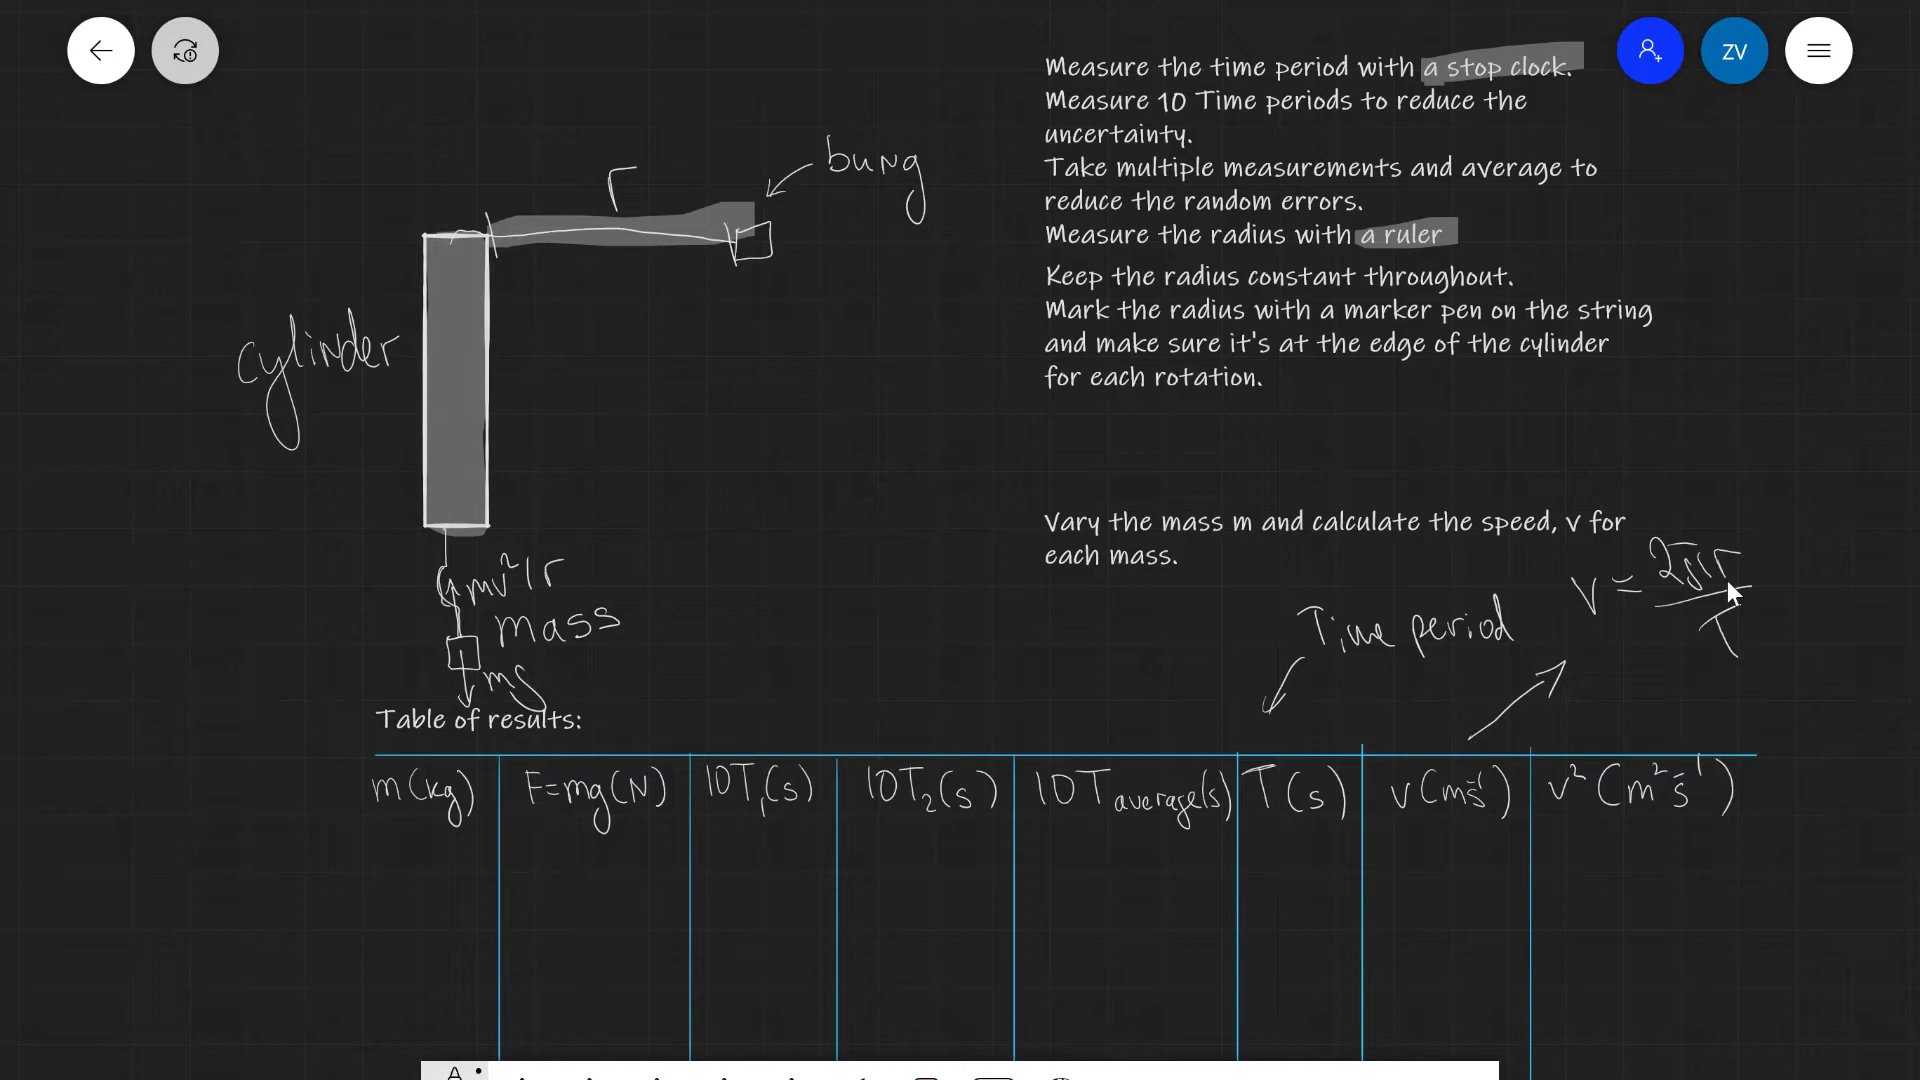 ZV
Measure the time period with a stop clock.
Measure 10 Time periods to reduce the
uncertainty.
Take multiple measurements and average to
reduce the random errors.
Measure the radius with a ruler
Keep the radius constant throughout.
Mark the radius with a marker pen on the string
and make sure it's at the edge of the cylinder
for each rotation.
r
bung
cylinder
mv²/r
mass
mg
Vary the mass m and calculate the speed, v for
each mass.
Time period
v = 2πr/T
Table of results:
m(kg) F=mg(N) 10T₁(s) 10T₂(s) 10Taverage(s) T(s) v(ms⁻¹) v²(m²s⁻¹)
A